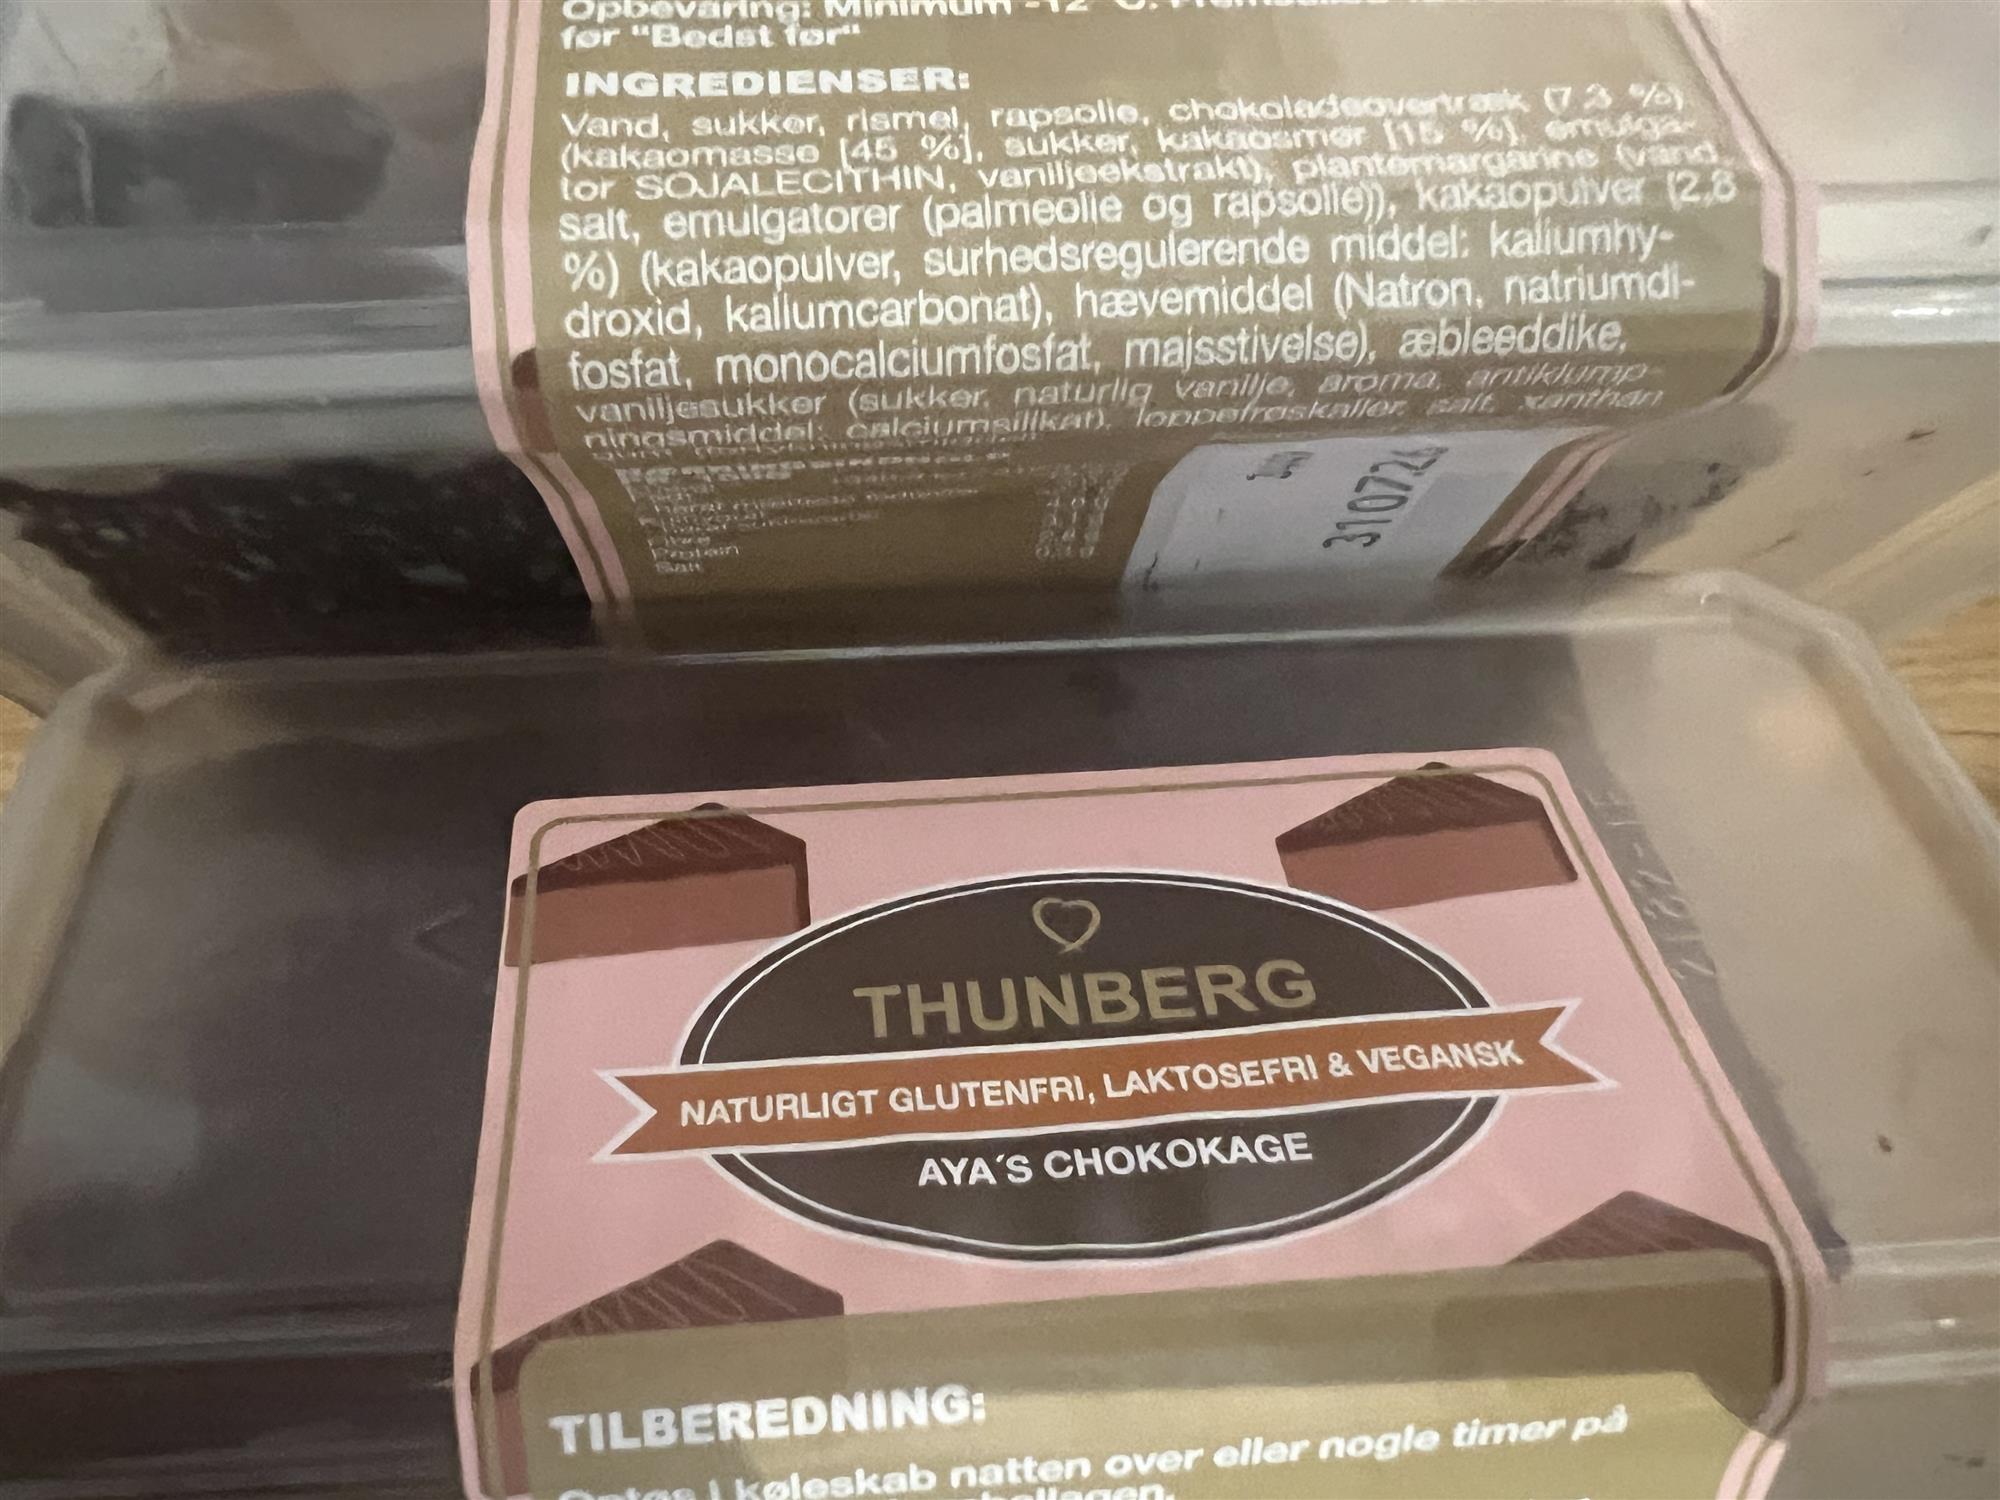 Opbevaring: Minimum -12 °C.
før "Bedst før"
INGREDIENSER:
Vand, sukker, rismel, rapsolie, chokoladeovertræk (7,3 %)
(kakaomasse [45 %], sukker, kakaosmør [15 %], emulga-
tor SOJALECITHIN, vaniljeekstrakt), plantemargarine (vand,
salt, emulgatorer (palmeolie og rapsolie)), kakaopulver (2,8
%) (kakaopulver, surhedsregulerende middel: kaliumhy-
droxid, kaliumcarbonat), hævemiddel (Natron, natriumdi-
fosfat, monocalciumfosfat, majsstivelse), æbleeddike,
vaniljesukker (sukker, naturlig vanilje, aroma, antiklump-
ningsmiddel: calciumsilikat), loppefrøskaller, salt, xanthan
Protein
Salt
310726
THUNBERG
NATURLIGT GLUTENFRI, LAKTOSEFRI & VEGANSK
AYA´S CHOKOKAGE
TILBEREDNING:
Optøs i køleskab natten over eller nogle timer på